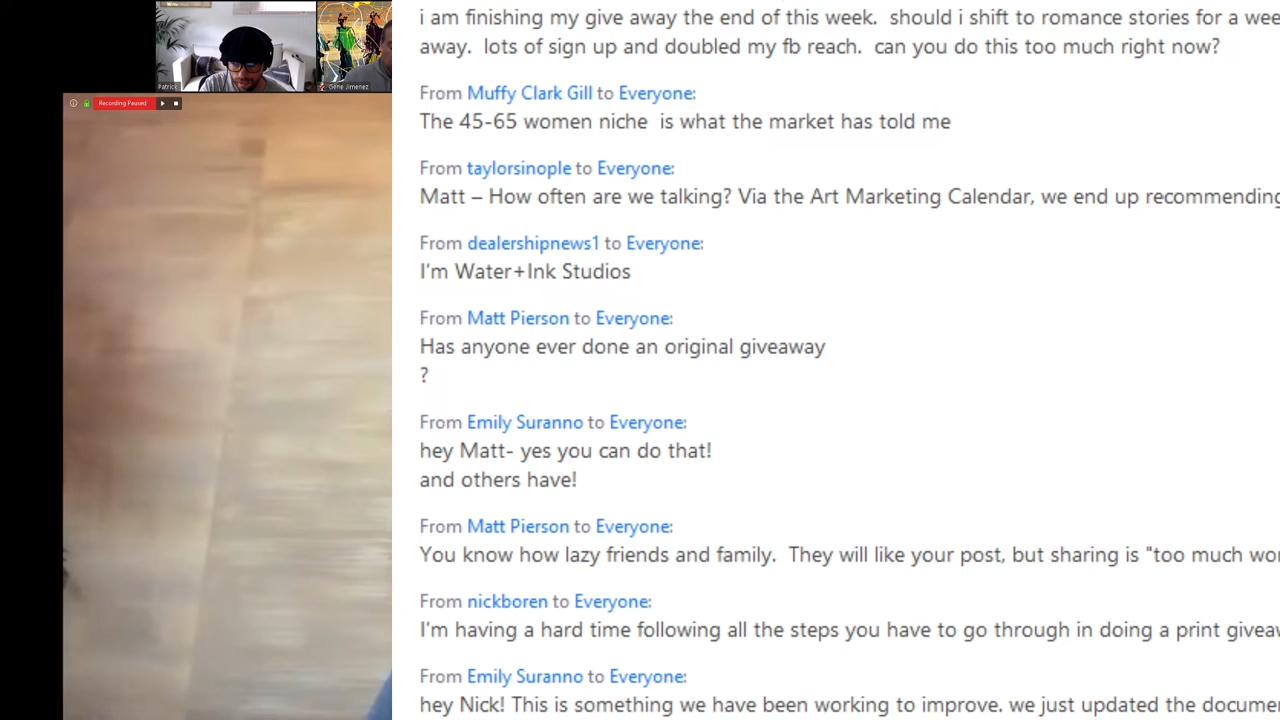 Patrick
Gene Jimenez
Recording Paused
i am finishing my give away the end of this week. should i shift to romance stories for a wee
away. lots of sign up and doubled my fb reach. can you do this too much right now?
From Muffy Clark Gill to Everyone:
The 45-65 women niche is what the market has told me
From taylorsinople to Everyone:
Matt – How often are we talking? Via the Art Marketing Calendar, we end up recommending
From dealershipnews1 to Everyone:
I'm Water+Ink Studios
From Matt Pierson to Everyone:
Has anyone ever done an original giveaway
?
From Emily Suranno to Everyone:
hey Matt- yes you can do that!
and others have!
From Matt Pierson to Everyone:
You know how lazy friends and family. They will like your post, but sharing is "too much wor
From nickboren to Everyone:
I'm having a hard time following all the steps you have to go through in doing a print giveaw
From Emily Suranno to Everyone:
hey Nick! This is something we have been working to improve. we just updated the documen